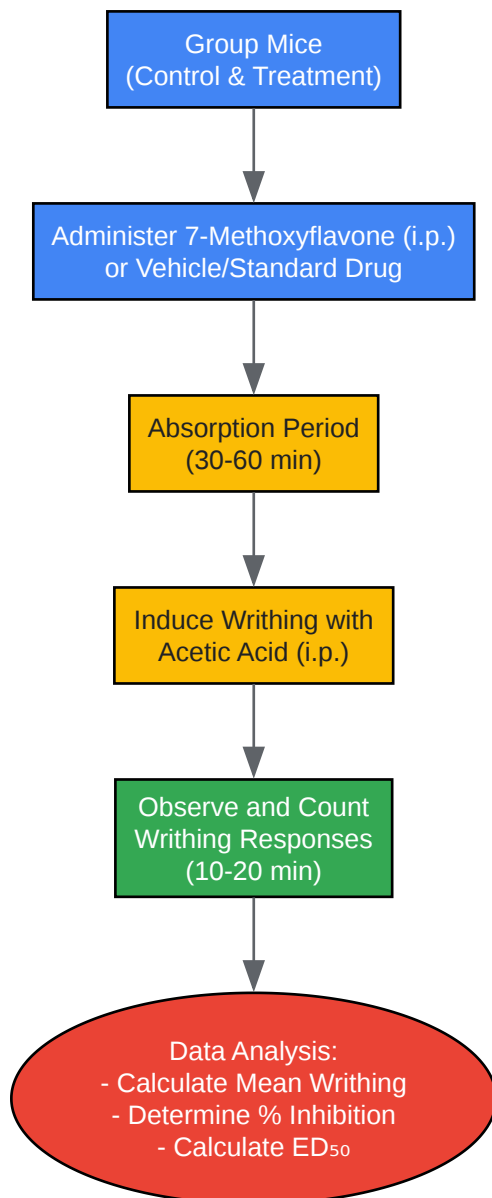 Group Mice
(Control & Treatment)
Administer 7-Methoxyflavone (i.p.)
or Vehicle/Standard Drug
Absorption Period
(30-60 min)
Induce Writhing with
Acetic Acid (i.p.)
Observe and Count
Writhing Responses
(10-20 min)
Data Analysis:
- Calculate Mean Writhing
- Determine % Inhibition
- Calculate ED₅₀